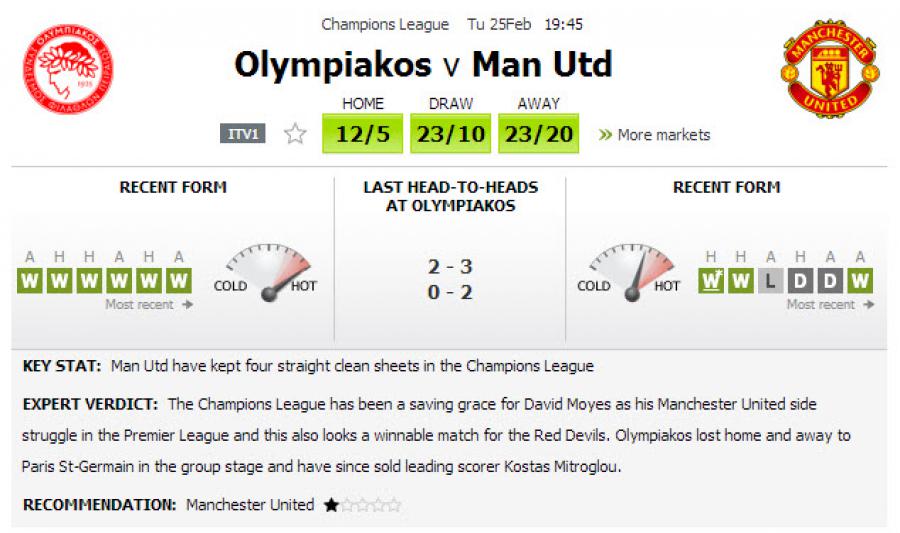 Champions League Tu 25Feb 19:45
Olympiakos v Man Utd
HOME DRAW AWAY
ITV1 12/5 23/10 23/20 » More markets
RECENT FORM
LAST HEAD-TO-HEADS
AT OLYMPIAKOS
RECENT FORM
A H H A H A
W W W W W W
COLD HOT
Most recent →
2 - 3
0 - 2
COLD HOT
H H A H A A
W* W L D D W
Most recent →
KEY STAT: Man Utd have kept four straight clean sheets in the Champions League
EXPERT VERDICT: The Champions League has been a saving grace for David Moyes as his Manchester United side
struggle in the Premier League and this also looks a winnable match for the Red Devils. Olympiakos lost home and away to
Paris St-Germain in the group stage and have since sold leading scorer Kostas Mitroglou.
RECOMMENDATION: Manchester United ★☆☆☆☆
MANCHESTER
UNITED